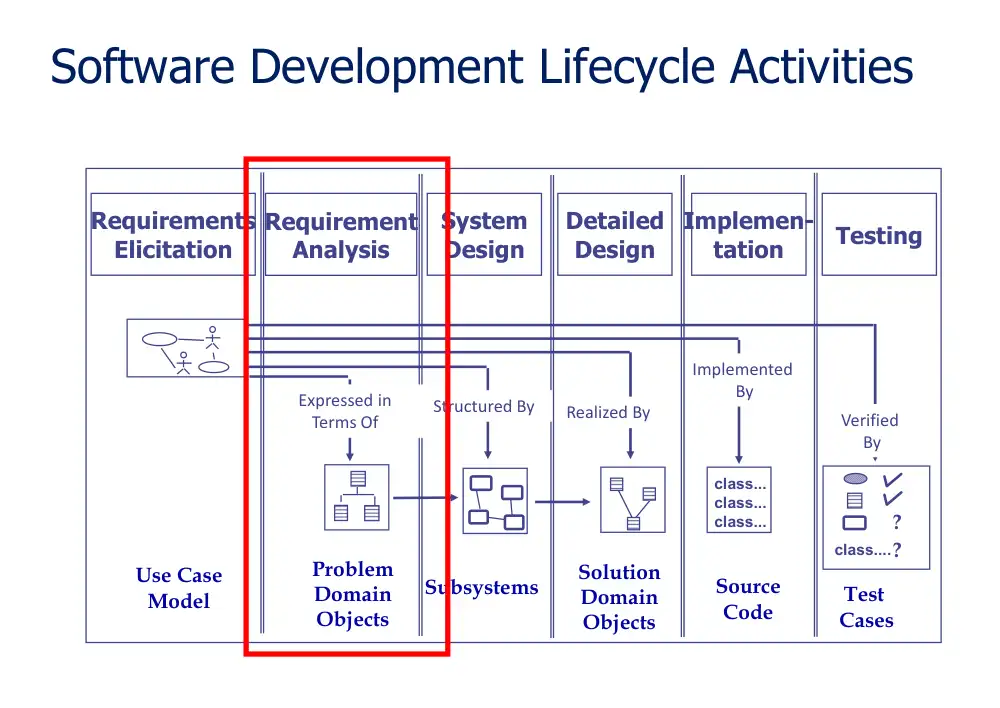 Software Development Lifecycle Activities
Requirements
Elicitation
Requirement
Analysis
System
Design
Detailed
Design
Implemen-
tation
Testing
Expressed in
Terms Of
Structured By
Realized By
Implemented
By
Verified
By
class...
class...
class...
?
class....?
Use Case
Model
Problem
Domain
Objects
Subsystems
Solution
Domain
Objects
Source
Code
Test
Cases